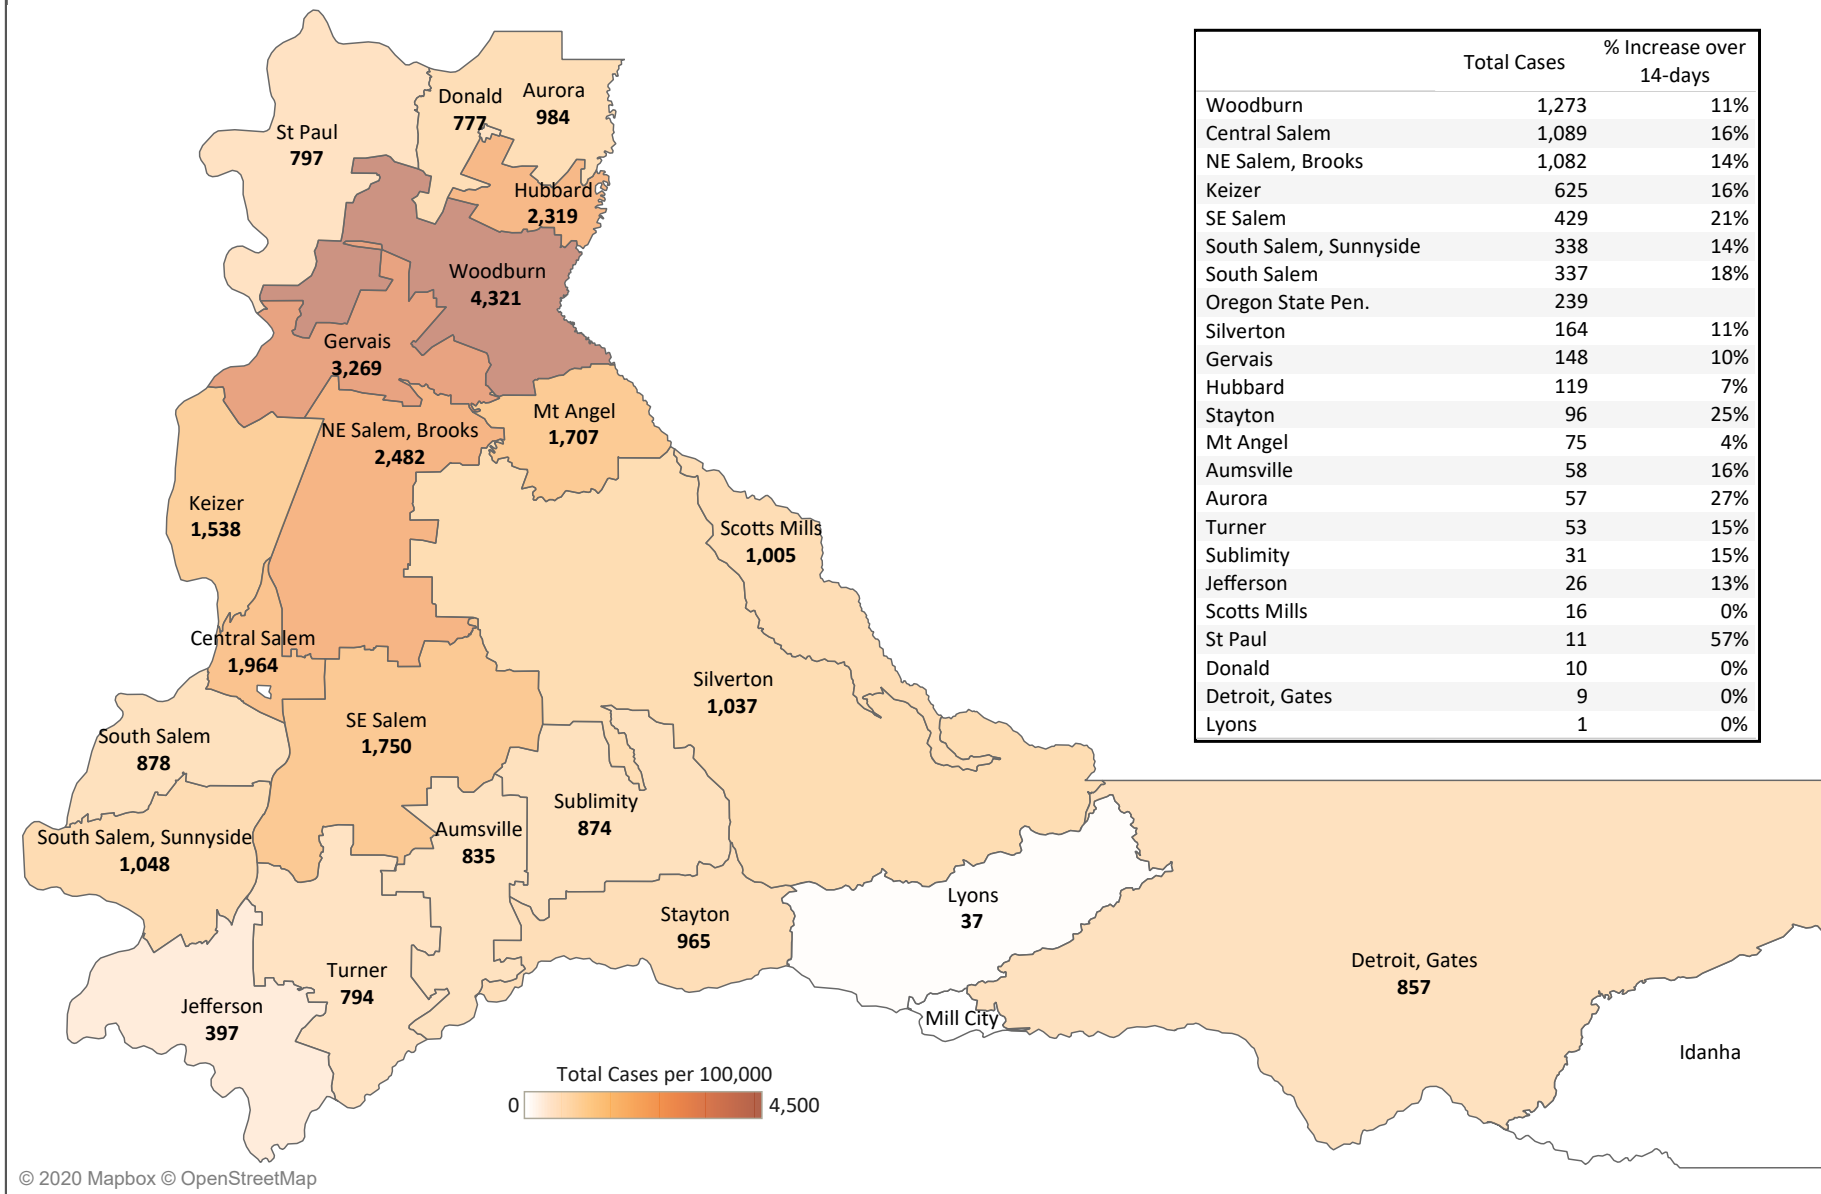 Total Cases
% Increase over
14-days
Woodburn 1,273 11%
Central Salem 1,089 16%
NE Salem, Brooks 1,082 14%
Keizer 625 16%
SE Salem 429 21%
South Salem, Sunnyside 338 14%
South Salem 337 18%
Oregon State Pen. 239
Silverton 164 11%
Gervais 148 10%
Hubbard 119 7%
Stayton 96 25%
Mt Angel 75 4%
Aumsville 58 16%
Aurora 57 27%
Turner 53 15%
Sublimity 31 15%
Jefferson 26 13%
Scotts Mills 16 0%
St Paul 11 57%
Donald 10 0%
Detroit, Gates 9 0%
Lyons 1 0%
Donald
777
Aurora
984
St Paul
797
Hubbard
2,319
Woodburn
4,321
Gervais
3,269
Mt Angel
1,707
NE Salem, Brooks
2,482
Keizer
1,538
Scotts Mills
1,005
Central Salem
1,964
Silverton
1,037
SE Salem
1,750
South Salem
878
Sublimity
874
Aumsville
835
South Salem, Sunnyside
1,048
Lyons
37
Stayton
965
Detroit, Gates
857
Turner
794
Jefferson
397
Mill City
Idanha
Total Cases per 100,000
0 4,500
© 2020 Mapbox © OpenStreetMap